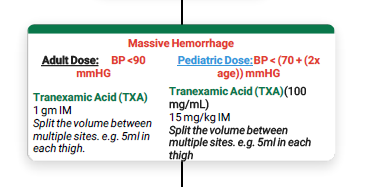 Massive Hemorrhage
Adult Dose: BP <90
mmHG
Tranexamic Acid (TXA)
1 gm IM
Split the volume between
multiple sites. e.g. 5ml in
each thigh.
Pediatric Dose: BP < (70 + (2x
age)) mmHG
Tranexamic Acid (TXA)(100
mg/mL)
15 mg/kg IM
Split the volume between
multiple sites. e.g. 5ml in each
thigh